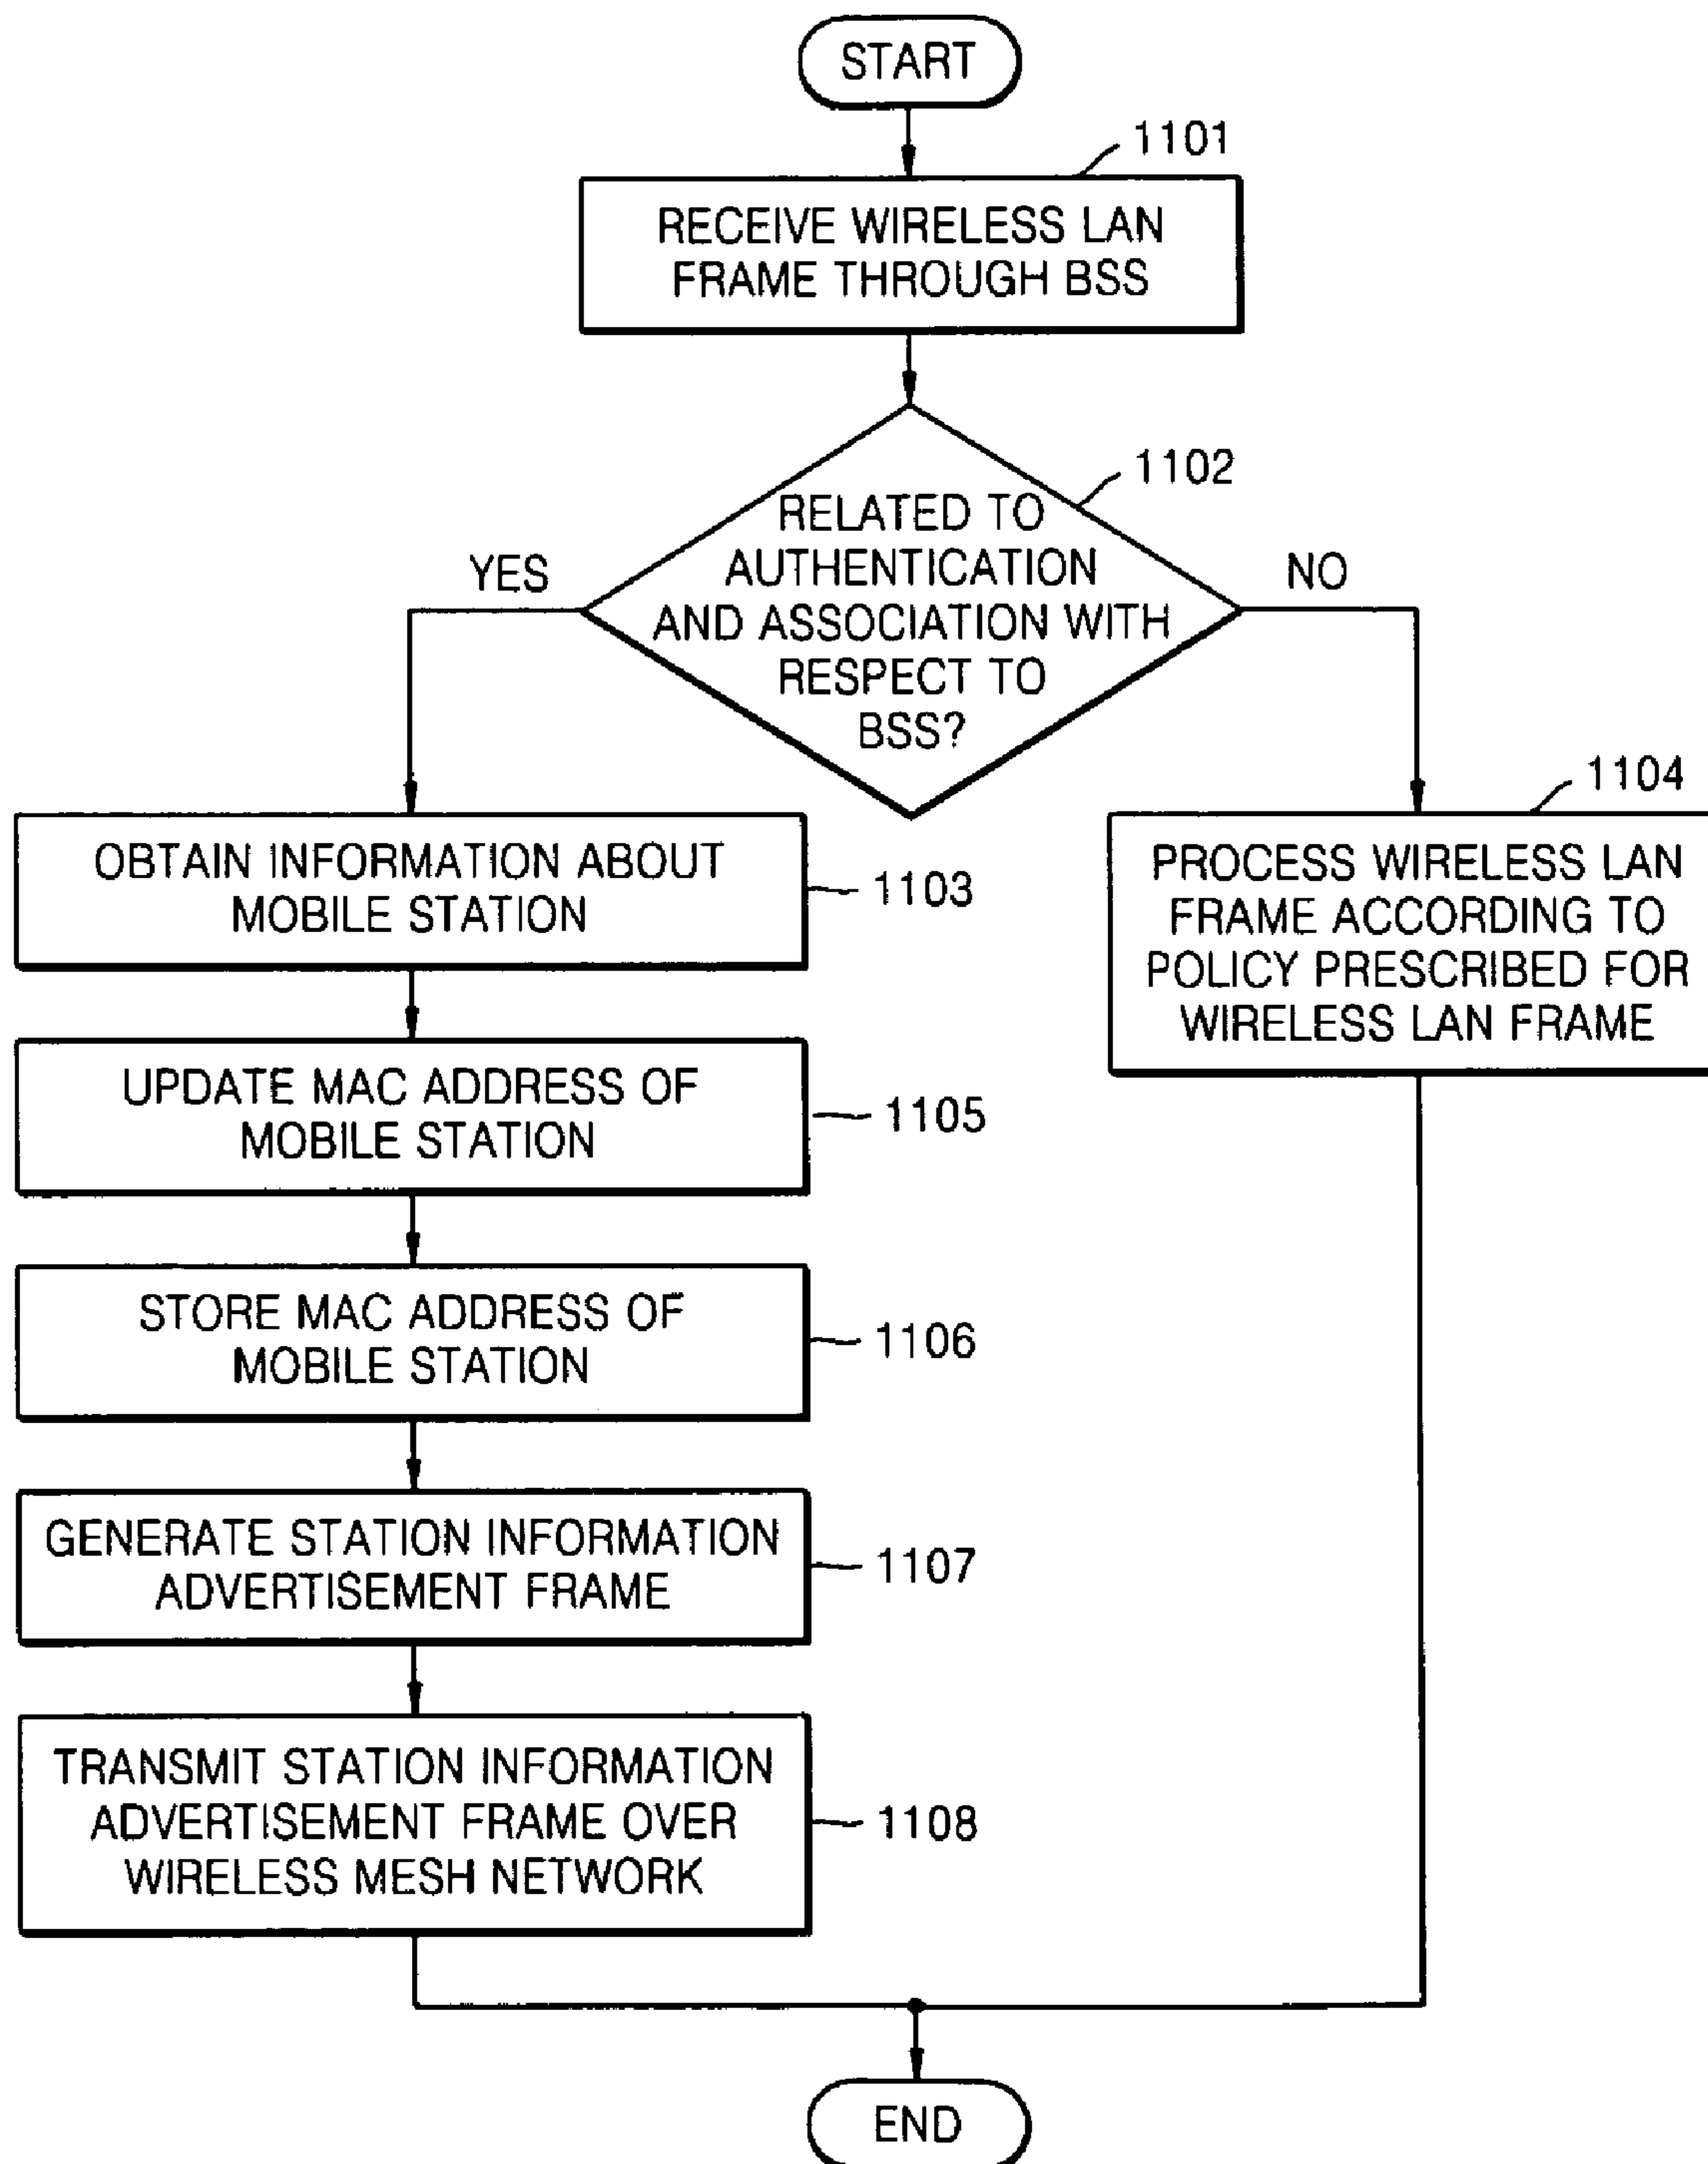 START
1101
RECEIVE WIRELESS LAN
FRAME THROUGH BSS
1102
RELATED TO
AUTHENTICATION
AND ASSOCIATION WITH
RESPECT TO
BSS?
YES
NO
1103
OBTAIN INFORMATION ABOUT
MOBILE STATION
1104
PROCESS WIRELESS LAN
FRAME ACCORDING TO
POLICY PRESCRIBED FOR
WIRELESS LAN FRAME
UPDATE MAC ADDRESS OF
MOBILE STATION
1105
STORE MAC ADDRESS OF
MOBILE STATION
1106
GENERATE STATION INFORMATION
ADVERTISEMENT FRAME
1107
TRANSMIT STATION INFORMATION
ADVERTISEMENT FRAME OVER
WIRELESS MESH NETWORK
1108
END